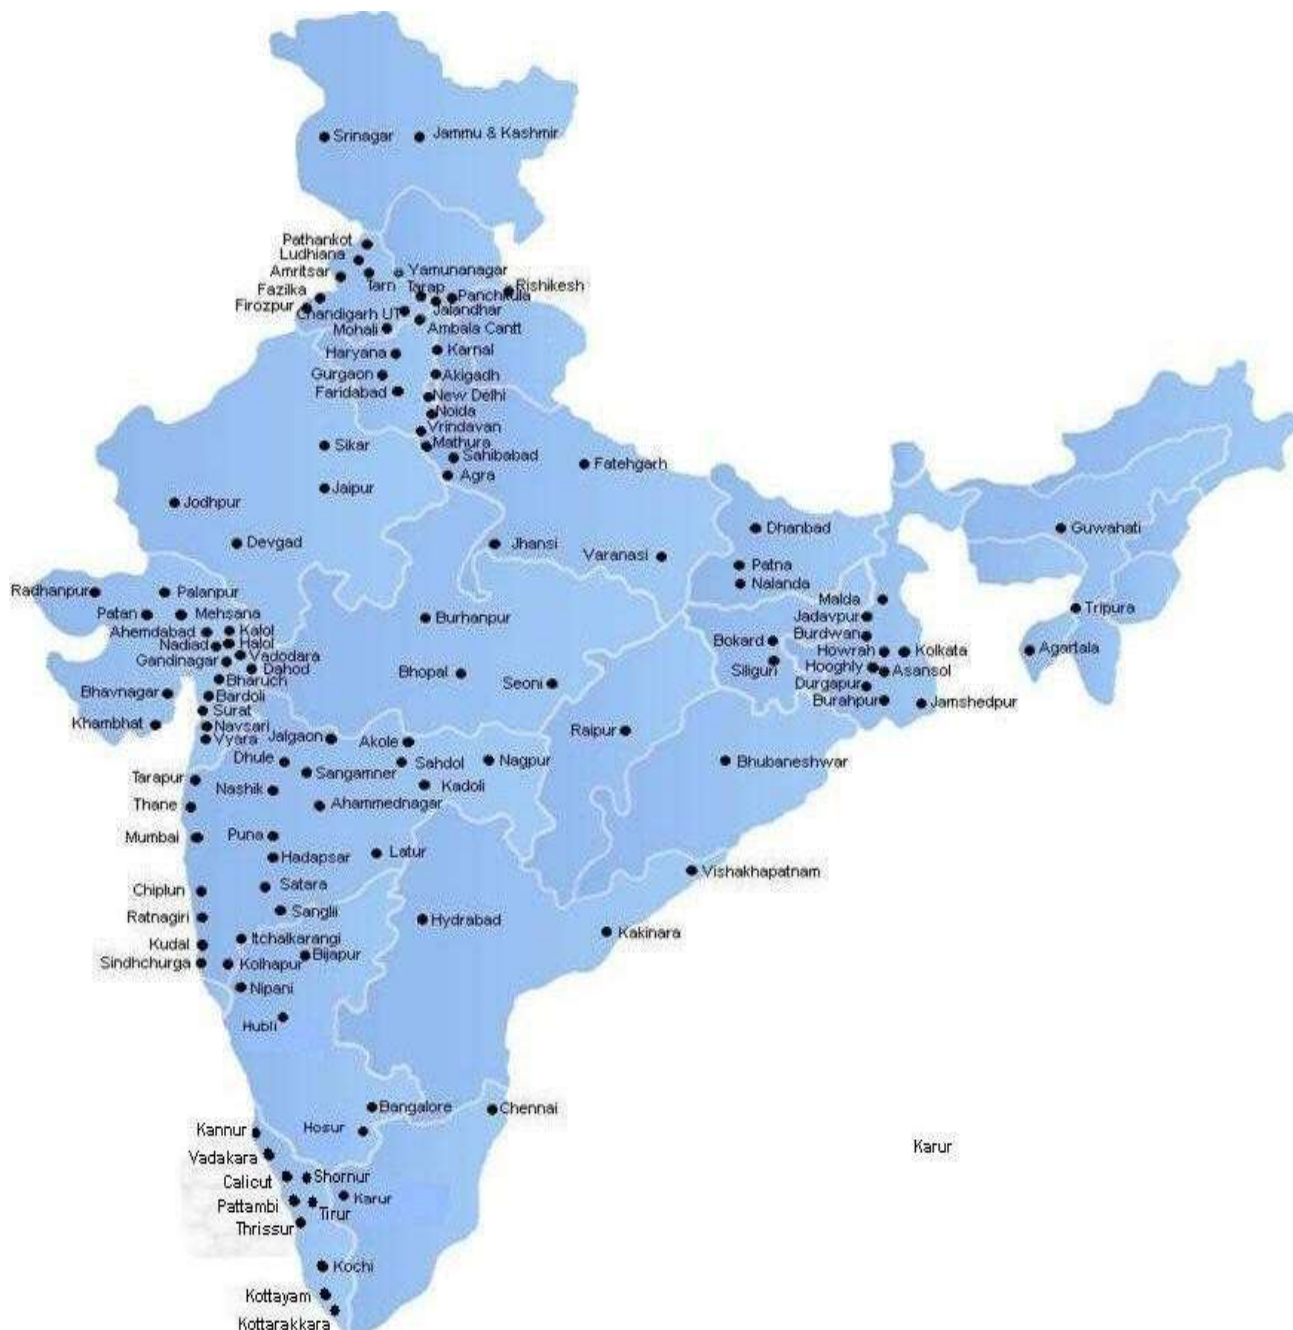 Srinagar
Jammu & Kashmir
Pathankot
Ludhiana
Amritsar
Tarn
Yamunanagar
Tarap
Fazilka
Panchkula
Rishikesh
Firozpur
Chandigarh UT
Jalandhar
Mohali
Ambala Cantt
Haryana
Karnal
Gurgaon
Akigadh
Faridabad
New Delhi
Noida
Vrindavan
Sikar
Mathura
Sahibabad
Fatehgarh
Agra
Jaipur
Jodhpur
Dhanbad
Guwahati
Devgad
Jhansi
Varanasi
Patna
Nalanda
Radhanpur
Palanpur
Malda
Patan
Mehsana
Burhanpur
Jadavpur
Tripura
Ahemdabad
Kalol
Burdwan
Nadiad
Halol
Bokard
Howrah
Kolkata
Agartala
Gandinagar
Vadodara
Dahod
Bhopal
Siliguri
Hooghly
Asansol
Bharuch
Seoni
Durgapur
Bhavnagar
Bardoli
Burahpur
Jamshedpur
Surat
Khambhat
Navsari
Raipur
Vyara
Jalgaon
Akole
Dhule
Sahdol
Nagpur
Bhubaneshwar
Tarapur
Sangamner
Nashik
Kadoli
Thane
Ahammednagar
Mumbai
Puna
Hadapsar
Latur
Vishakhapatnam
Chiplun
Satara
Ratnagiri
Sanglii
Hydrabad
Kakinara
Kudal
Itchalkarangi
Sindhchurga
Kolhapur
Bijapur
Nipani
Hubli
Bangalore
Chennai
Kannur
Hosur
Karur
Vadakara
Calicut
Shornur
Pattambi
Tirur
Karur
Thrissur
Kochi
Kottayam
Kottarakkara